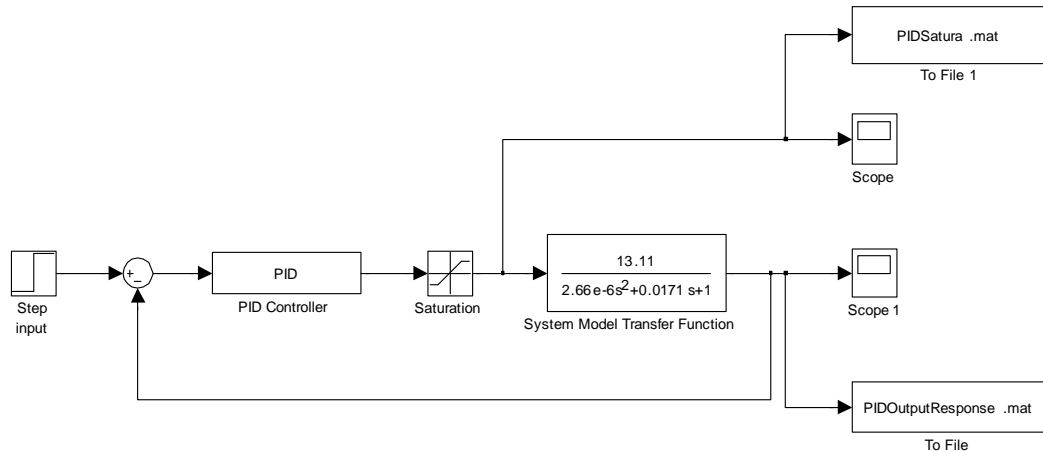 PIDSatura .mat
To File 1
Scope
+
−
PID
13.11
2.66 e-6s²+0.0171 s+1
Step
input
PID Controller
Saturation
System Model Transfer Function
Scope 1
PIDOutputResponse .mat
To File